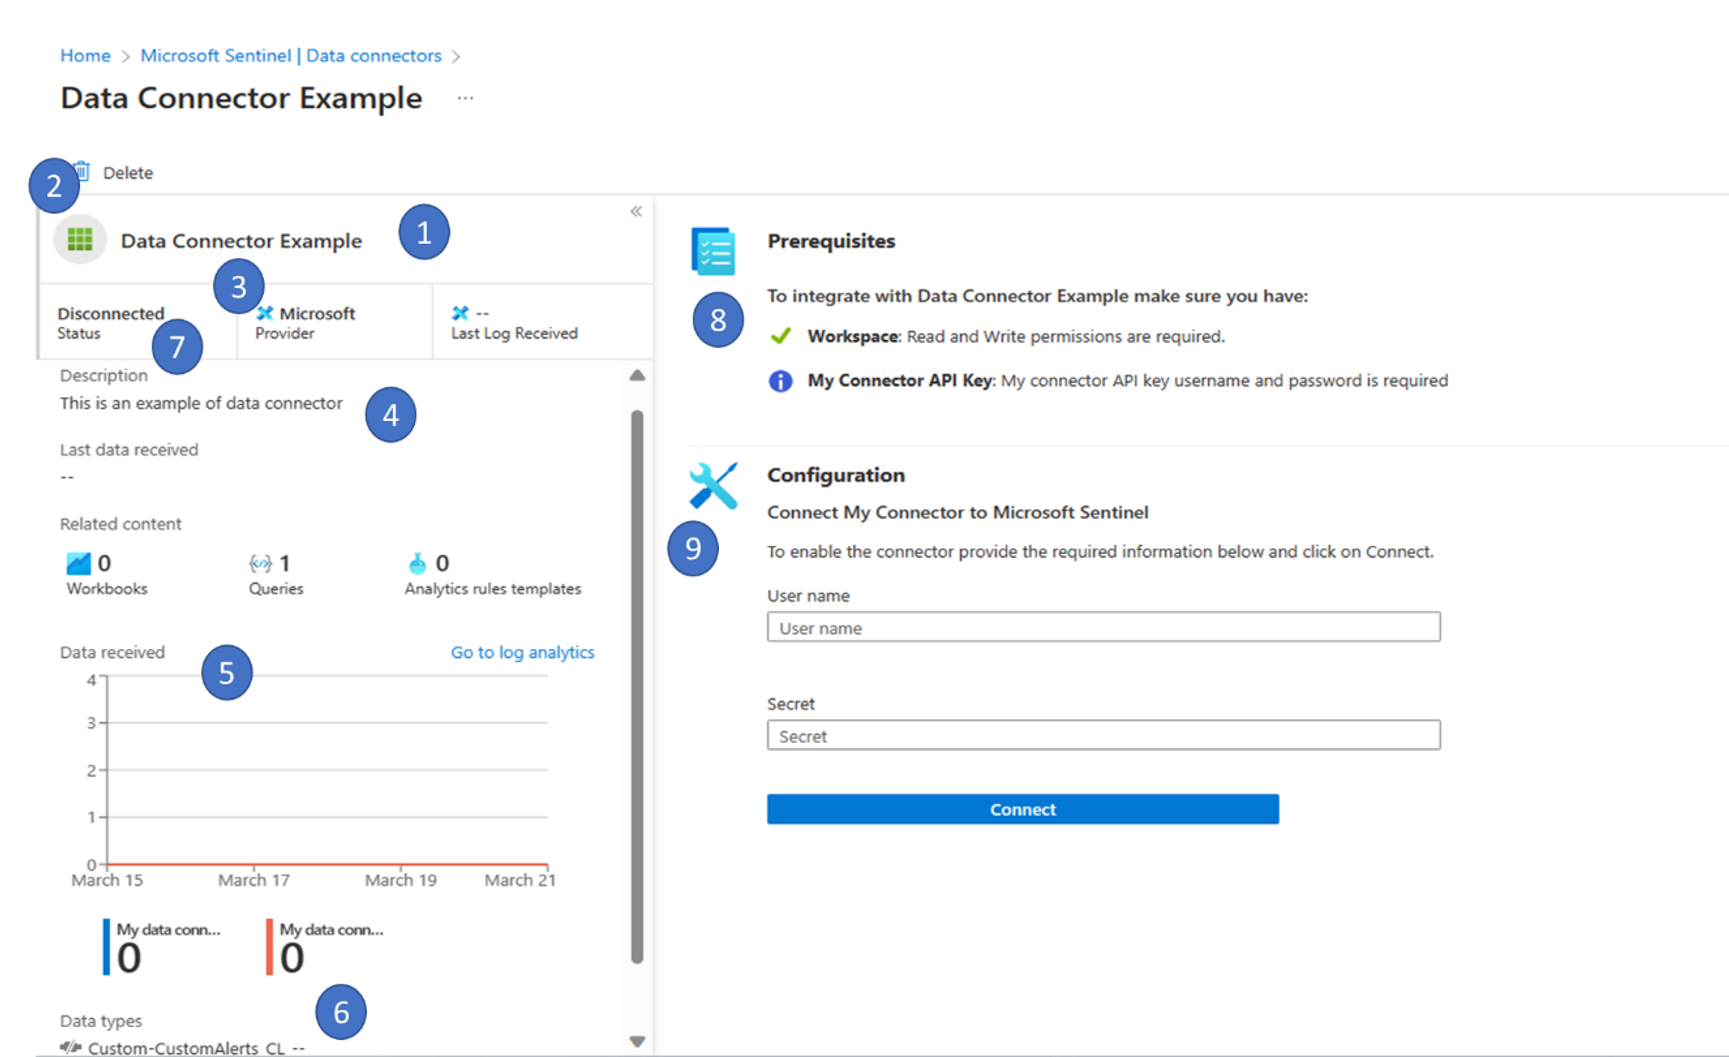 Home > Microsoft Sentinel | Data connectors >
Data Connector Example ...
2
Delete
«
Data Connector Example
1
3
Disconnected
Status
7
Microsoft
Provider
--
Last Log Received
Description
This is an example of data connector
4
Last data received
--
Related content
0
Workbooks
1
Queries
0
Analytics rules templates
Data received
5
Go to log analytics
4
3
2
1
0
March 15 March 17 March 19 March 21
My data conn...
0
My data conn...
0
6
Data types
Custom-CustomAlerts_CL --
Prerequisites
8
To integrate with Data Connector Example make sure you have:
Workspace: Read and Write permissions are required.
My Connector API Key: My connector API key username and password is required
Configuration
9
Connect My Connector to Microsoft Sentinel
To enable the connector provide the required information below and click on Connect.
User name
User name
Secret
Secret
Connect